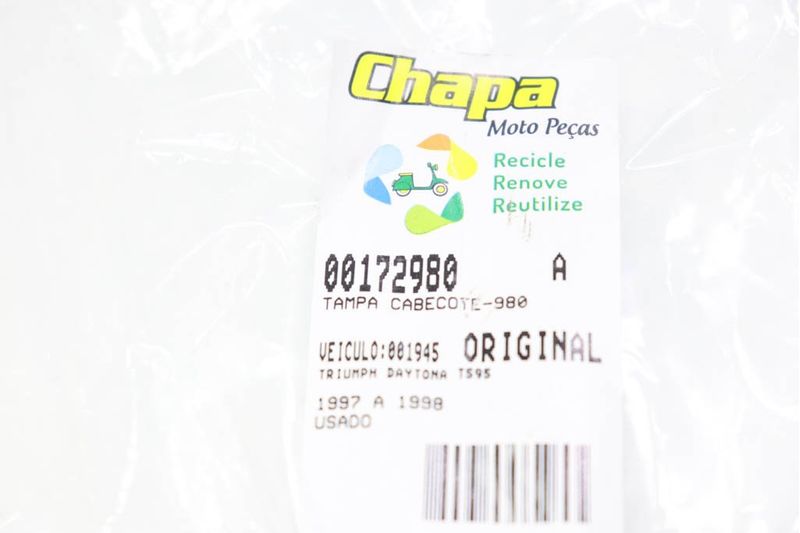 Chapa
Moto Peças
Recicle
Renove
Reutilize
00172980 A
TAMPA CABECOTE-980
VEICULO:001945 ORIGINAL
TRIUMPH DAYTONA T595
1997 A 1998
USADO